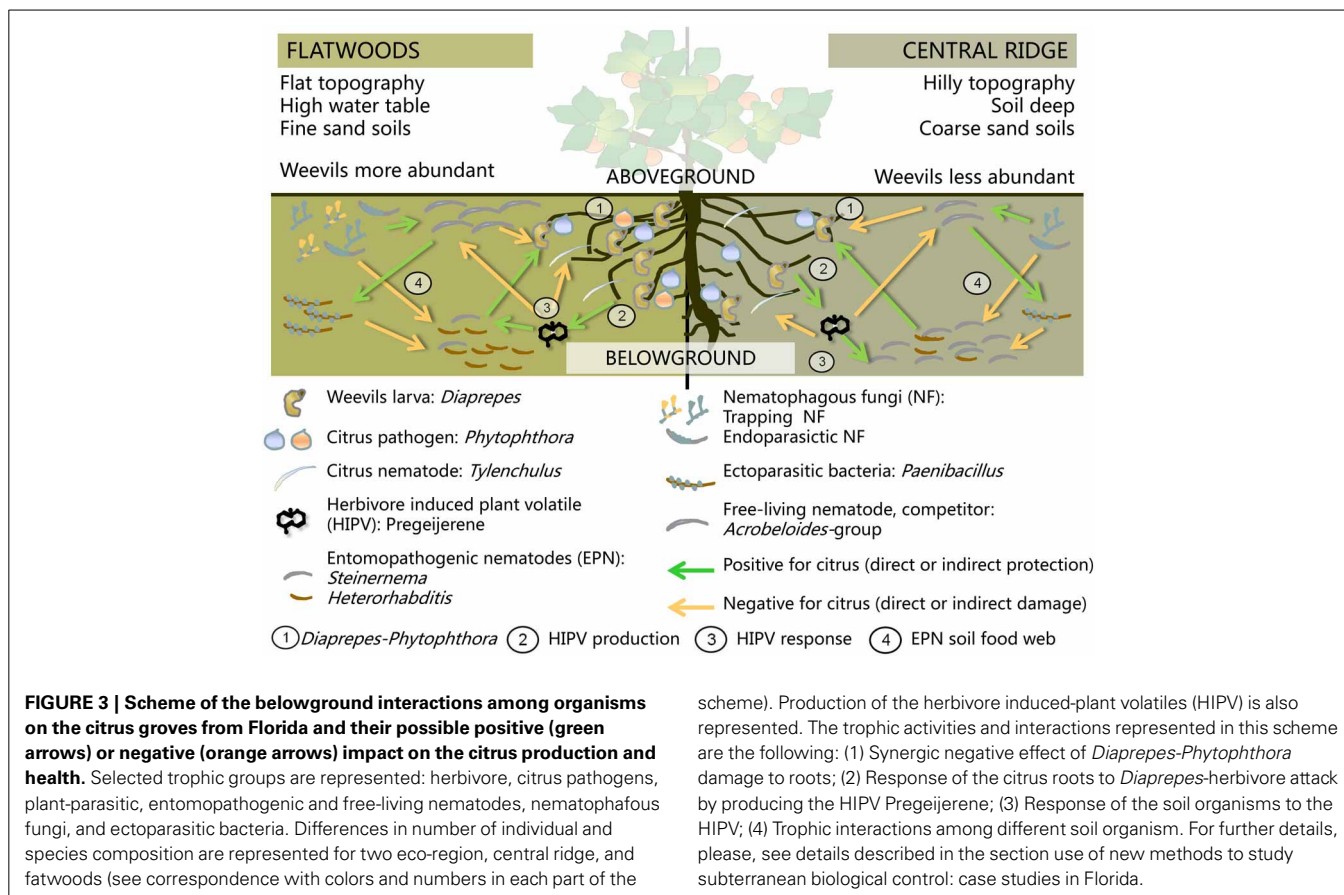 FLATWOODS
Flat topography
High water table
Fine sand soils
Weevils more abundant
CENTRAL RIDGE
Hilly topography
Soil deep
Coarse sand soils
Weevils less abundant
ABOVEGROUND
1
1
2
4
4
3
2
3
BELOWGROUND
Weevils larva: Diaprepes
Citrus pathogen: Phytophthora
Citrus nematode: Tylenchulus
Herbivore induced plant volatile
(HIPV): Pregeijerene
Entomopathogenic nematodes (EPN):
Steinernema
Heterorhabditis
Nematophagous fungi (NF):
Trapping NF
Endoparasictic NF
Ectoparasitic bacteria: Paenibacillus
Free-living nematode, competitor:
Acrobeloides-group
Positive for citrus (direct or indirect protection)
Negative for citrus (direct or indirect damage)
1 Diaprepes-Phytophthora 2 HIPV production 3 HIPV response 4 EPN soil food web
FIGURE 3 | Scheme of the belowground interactions among organisms
on the citrus groves from Florida and their possible positive (green
arrows) or negative (orange arrows) impact on the citrus production and
health. Selected trophic groups are represented: herbivore, citrus pathogens,
plant-parasitic, entomopathogenic and free-living nematodes, nematophafous
fungi, and ectoparasitic bacteria. Differences in number of individual and
species composition are represented for two eco-region, central ridge, and
fatwoods (see correspondence with colors and numbers in each part of the
scheme). Production of the herbivore induced-plant volatiles (HIPV) is also
represented. The trophic activities and interactions represented in this scheme
are the following: (1) Synergic negative effect of Diaprepes-Phytophthora
damage to roots; (2) Response of the citrus roots to Diaprepes-herbivore attack
by producing the HIPV Pregeijerene; (3) Response of the soil organisms to the
HIPV; (4) Trophic interactions among different soil organism. For further details,
please, see details described in the section use of new methods to study
subterranean biological control: case studies in Florida.